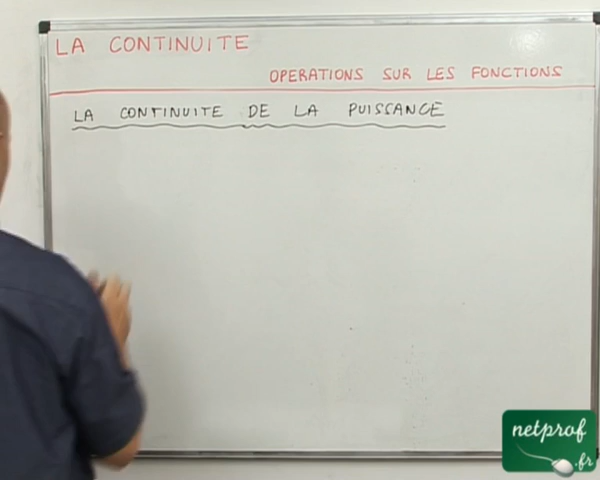 LA CONTINUITE
OPERATIONS SUR LES FONCTIONS
LA CONTINUITE DE LA PUISSANCE
netprof
.fr